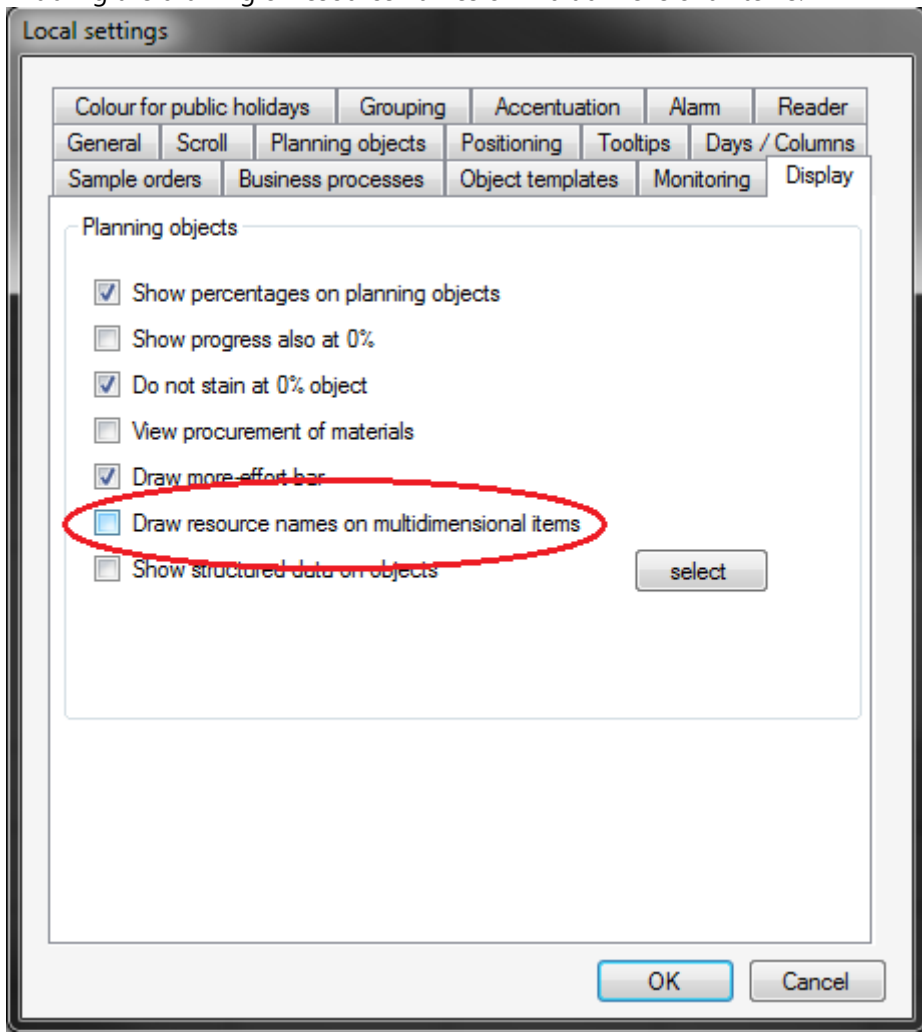 Local settings
Colour for public holidays Grouping Accentuation Alarm Reader
General Scroll Planning objects Positioning Tooltips Days / Columns
Sample orders Business processes Object templates Monitoring Display
Planning objects
Show percentages on planning objects
Show progress also at 0%
Do not stain at 0% object
View procurement of materials
Draw more-effort bar
Draw resource names on multidimensional items
Show structured data on objects select
OK Cancel